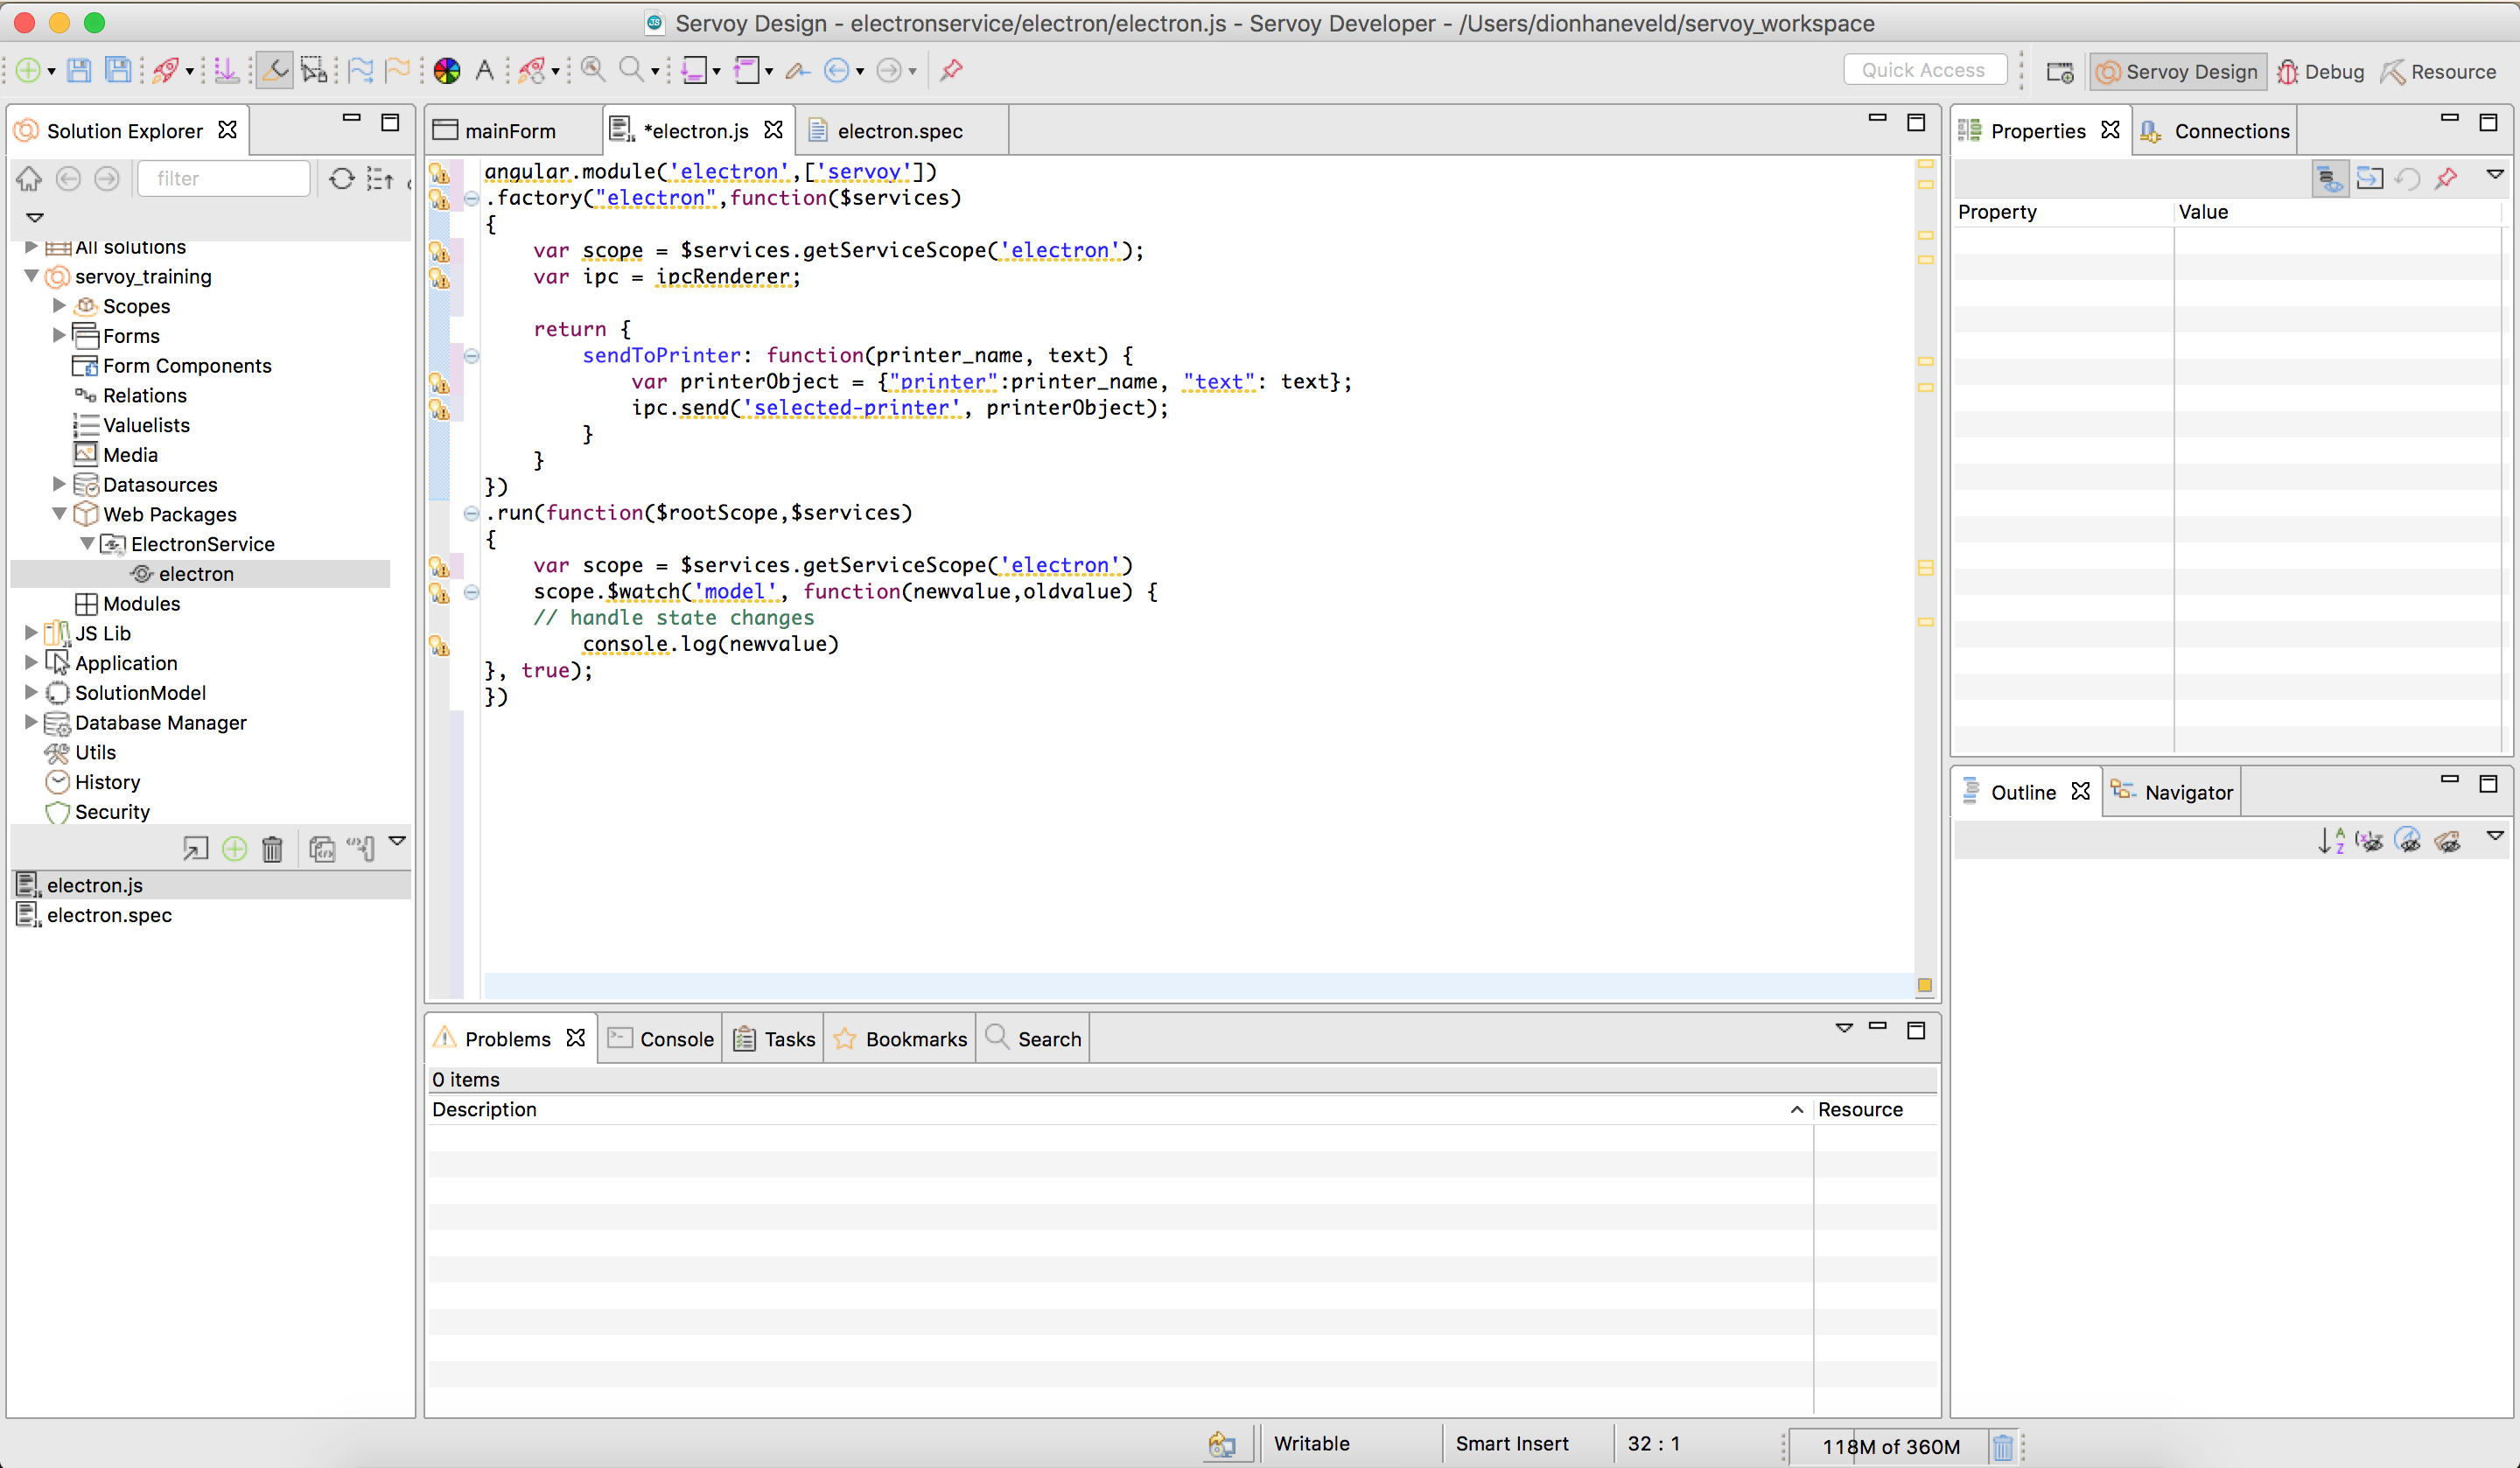 Servoy Design - electronservice/electron/electron.js - Servoy Developer - /Users/dionhaneveld/servoy_workspace
Quick Access
Servoy Design
Debug
Resource
Solution Explorer
filter
All solutions
servoy_training
Scopes
Forms
Form Components
Relations
Valuelists
Media
Datasources
Web Packages
ElectronService
electron
Modules
JS Lib
Application
SolutionModel
Database Manager
Utils
History
Security
electron.js
electron.spec
mainForm
*electron.js
electron.spec
angular.module('electron',['servoy'])
.factory("electron",function($services)
{
var scope = $services.getServiceScope('electron');
var ipc = ipcRenderer;
return {
sendToPrinter: function(printer_name, text) {
var printerObject = {"printer":printer_name, "text": text};
ipc.send('selected-printer', printerObject);
}
}
})
.run(function($rootScope,$services)
{
var scope = $services.getServiceScope('electron')
scope.$watch('model', function(newvalue,oldvalue) {
// handle state changes
console.log(newvalue)
}, true);
})
Problems
Console
Tasks
Bookmarks
Search
0 items
Description
Resource
Properties
Connections
Property
Value
Outline
Navigator
Writable
Smart Insert
32 : 1
118M of 360M